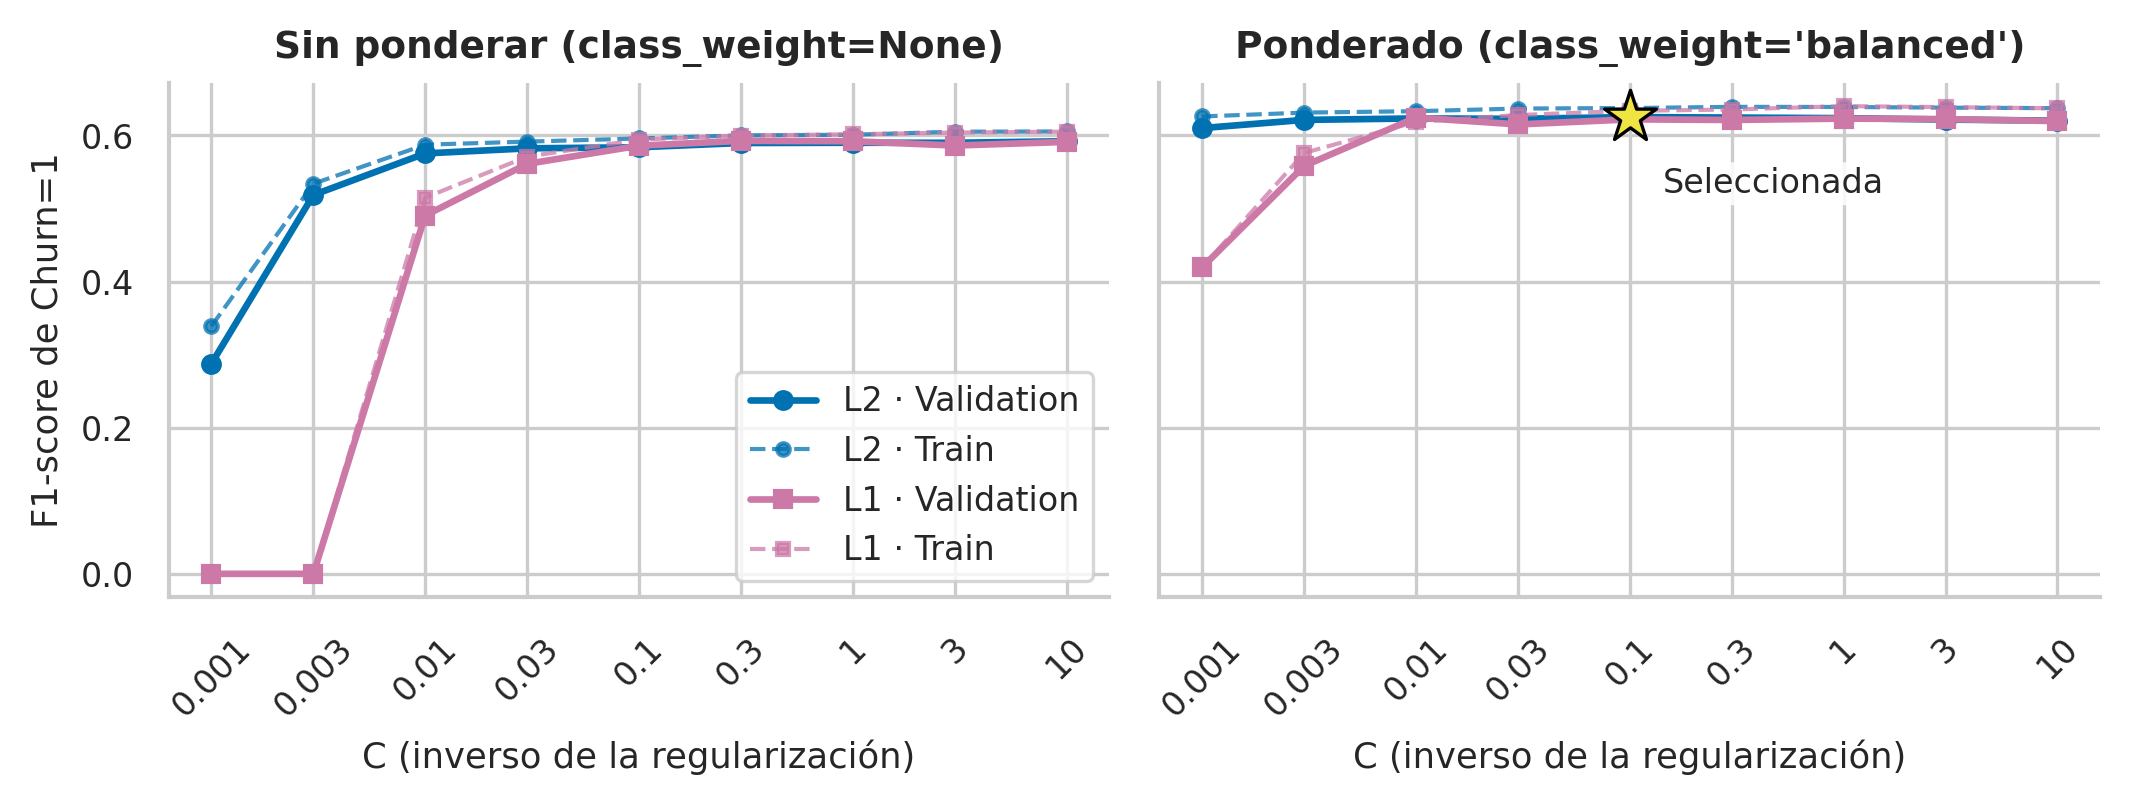 Sin ponderar (class_weight=None)
Ponderado (class_weight='balanced')
F1-score de Churn=1
0.6
0.4
0.2
0.0
L2 · Validation
L2 · Train
L1 · Validation
L1 · Train
Seleccionada
0.001
0.003
0.01
0.03
0.1
0.3
1
3
10
0.001
0.003
0.01
0.03
0.1
0.3
1
3
10
C (inverso de la regularización)
C (inverso de la regularización)